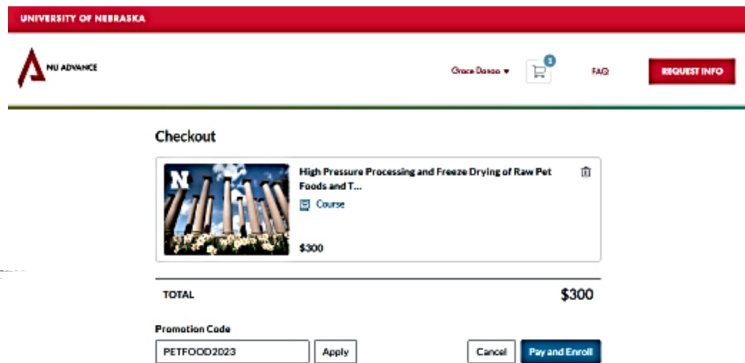 UNIVERSITY OF NEBRASKA
NU ADVANCE
Grace Danao
1
FAQ
REQUEST INFO
Checkout
N
High Pressure Processing and Freeze Drying of Raw Pet
Foods and T...
Course
$300
TOTAL
$300
Promotion Code
PETFOOD2023
Apply
Cancel
Pay and Enroll